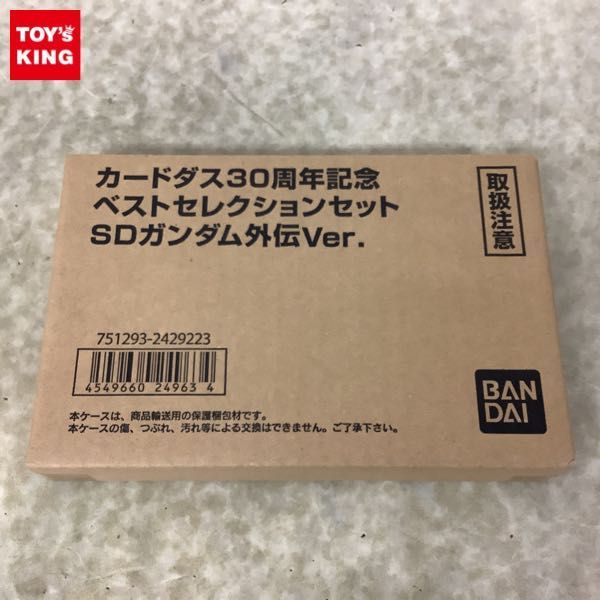 TOY'S
KING
カードダス30周年記念
ベストセレクションセット
SDガンダム外伝Ver.
取扱注意
751293-2429223
4549660 249634
本ケースは、商品輸送用の保護梱包材です。
本ケースの傷、つぶれ、汚れ等による交換はできません。ご了承下さい。
BAN
DAI